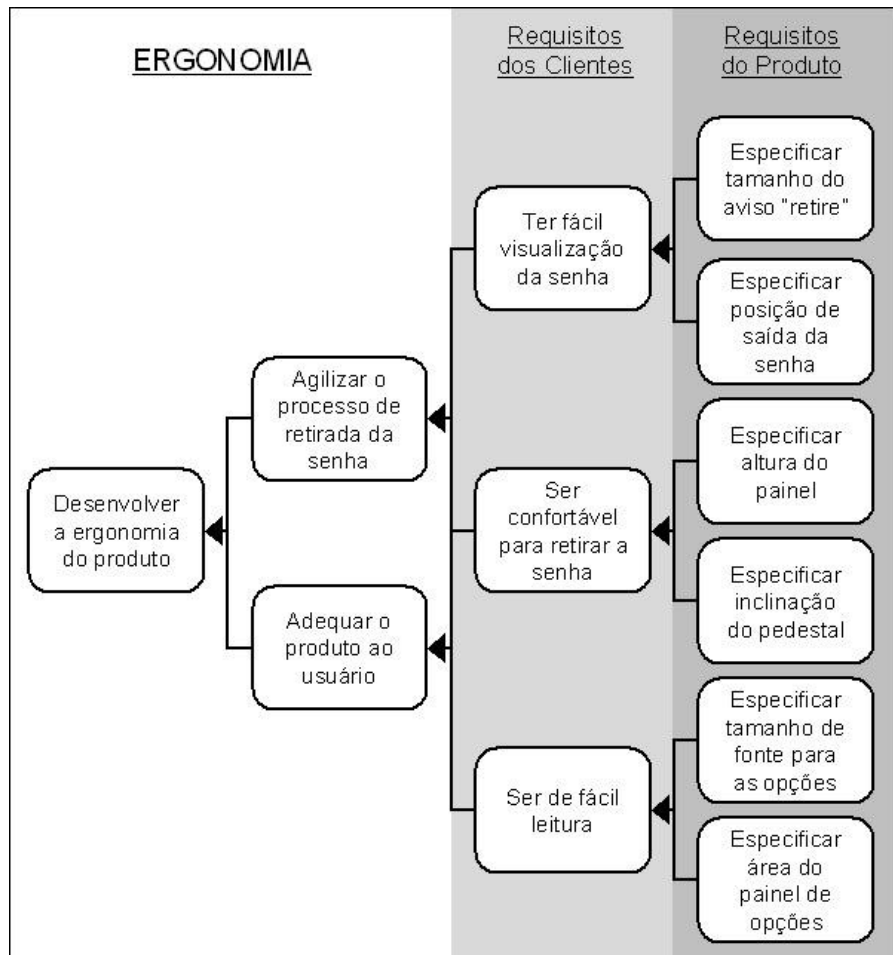 ERGONOMIA
Requisitos
dos Clientes
Requisitos
do Produto
Desenvolver
a ergonomia
do produto
Agilizar o
processo de
retirada da
senha
Adequar o
produto ao
usuário
Ter fácil
visualização
da senha
Ser
confortável
para retirar a
senha
Ser de fácil
leitura
Especificar
tamanho do
aviso "retire"
Especificar
posição de
saída da
senha
Especificar
altura do
painel
Especificar
inclinação
do pedestal
Especificar
tamanho de
fonte para
as opções
Especificar
área do
painel de
opções